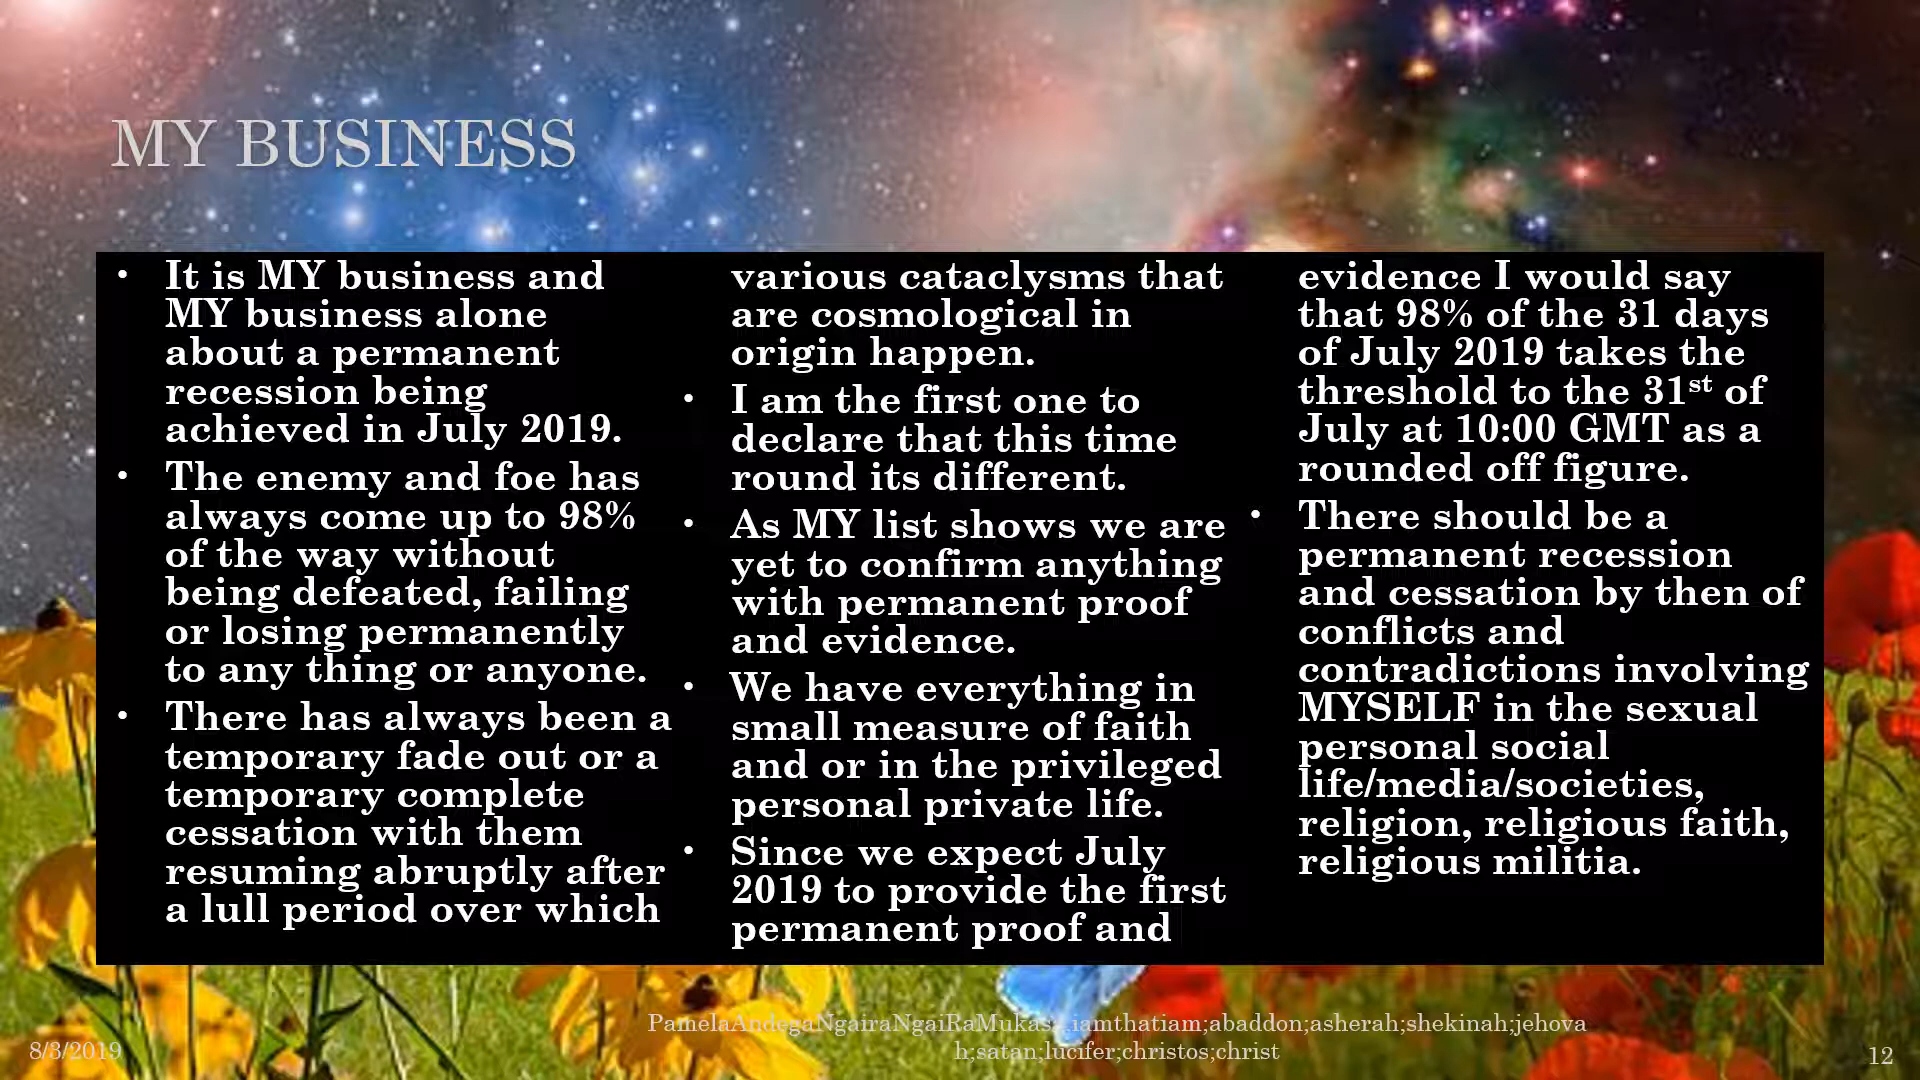 MY BUSINESS
• It is MY business and
MY business alone
about a permanent
recession being
achieved in July 2019.
• The enemy and foe has
always come up to 98%
of the way without
being defeated, failing
or losing permanently
to any thing or anyone.
• There has always been a
temporary fade out or a
temporary complete
cessation with them
resuming abruptly after
a lull period over which
various cataclysms that
are cosmological in
origin happen.
• I am the first one to
declare that this time
round its different.
• As MY list shows we are
yet to confirm anything
with permanent proof
and evidence.
• We have everything in
small measure of faith
and or in the privileged
personal private life.
• Since we expect July
2019 to provide the first
permanent proof and
evidence I would say
that 98% of the 31 days
of July 2019 takes the
threshold to the 31st of
July at 10:00 GMT as a
rounded off figure.
• There should be a
permanent recession
and cessation by then of
conflicts and
contradictions involving
MYSELF in the sexual
personal social
life/media/societies,
religion, religious faith,
religious militia.
8/3/2019
h;satan;lucifer;christos;christ
12